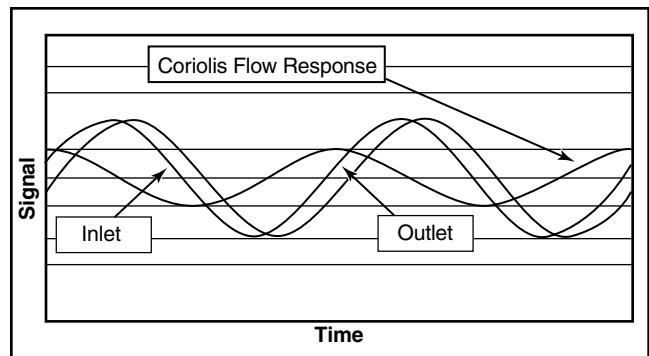 Coriolis Flow Response
Signal
Inlet
Outlet
Time